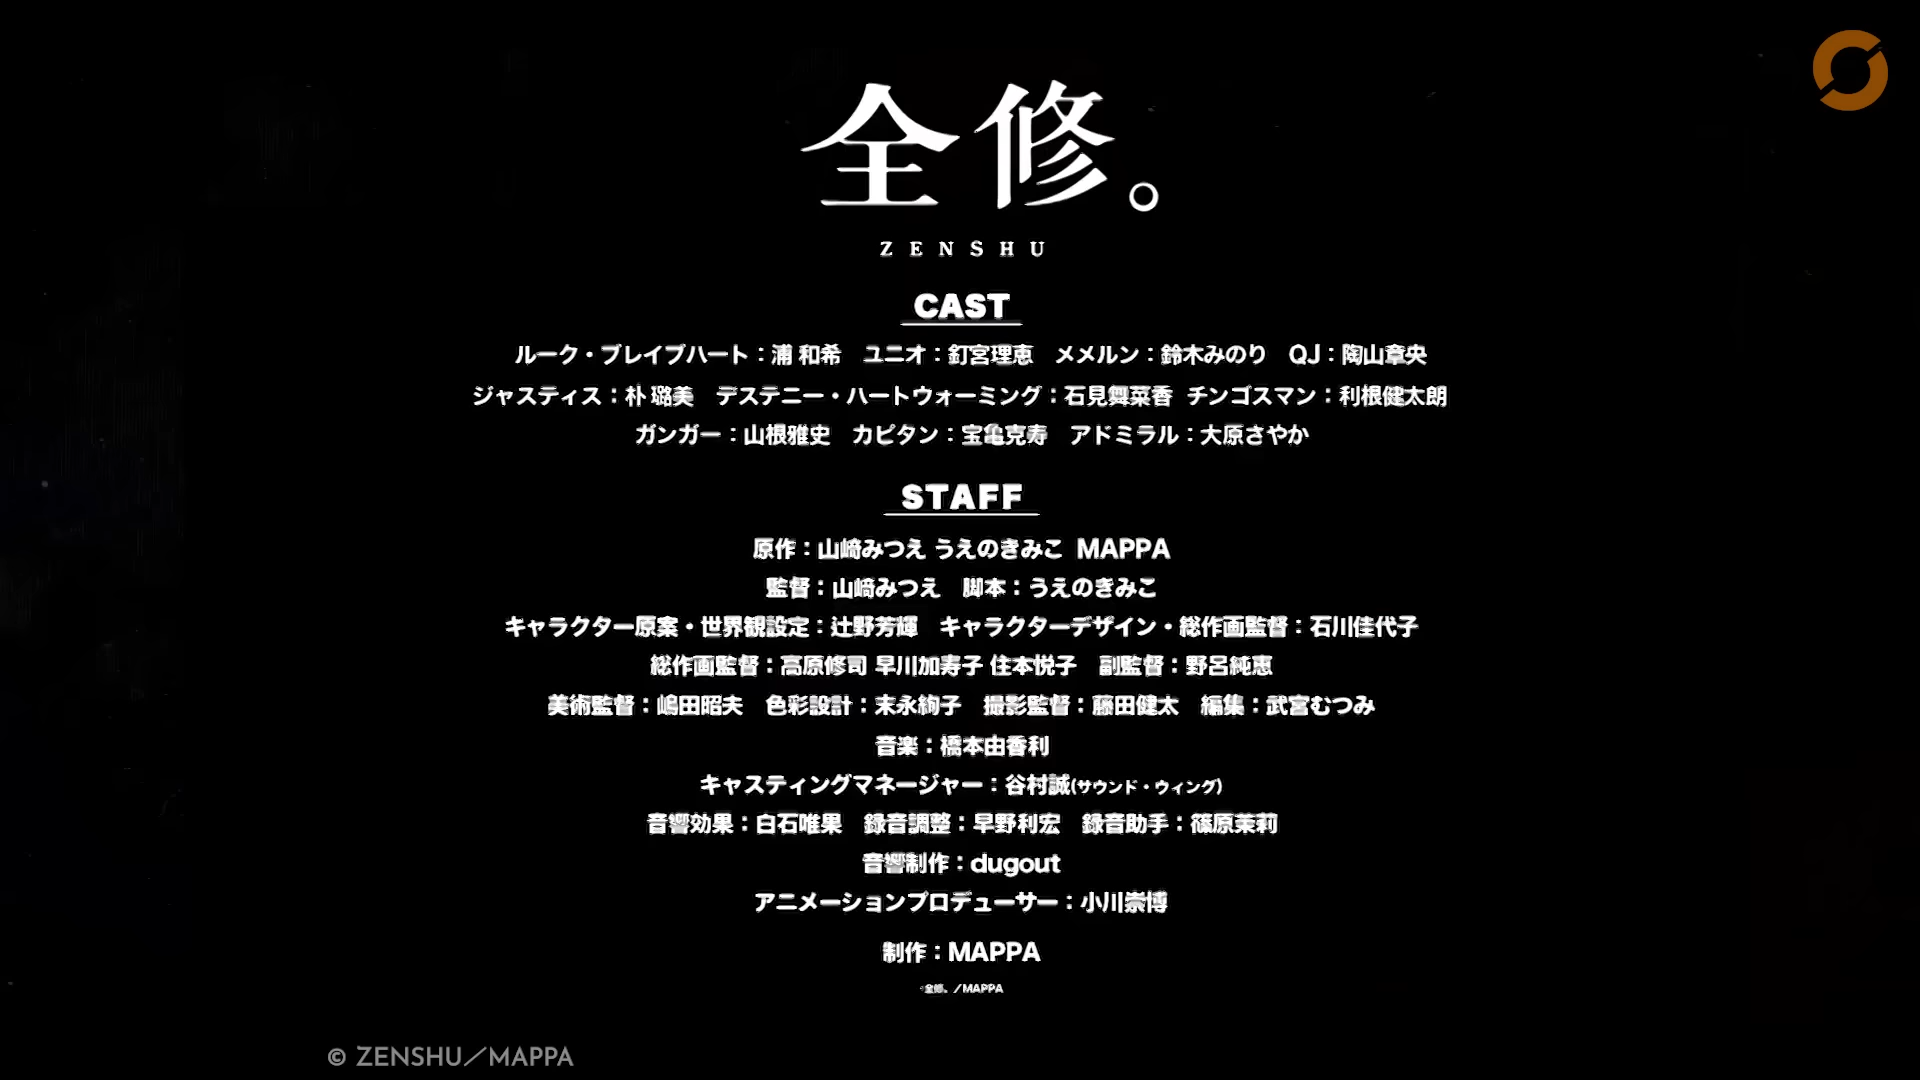 全修。
ZENSHU
CAST
ルーク・ブレイブハート：浦 和希　ユニオ：釘宮理恵　メメルン：鈴木みのり　QJ：陶山章央
ジャスティス：朴 璐美　デステニー・ハートウォーミング：石見舞菜香　チンゴスマン：利根健太朗
ガンガー：山根雅史　カピタン：宝亀克寿　アドミラル：大原さやか
STAFF
原作：山﨑みつえ うえのきみこ MAPPA
監督：山﨑みつえ　脚本：うえのきみこ
キャラクター原案・世界観設定：辻野芳輝　キャラクターデザイン・総作画監督：石川佳代子
総作画監督：高原修司 早川加寿子 住本悦子　副監督：野呂純恵
美術監督：嶋田昭夫　色彩設計：末永絢子　撮影監督：藤田健太　編集：武宮むつみ
音楽：橋本由香利
キャスティングマネージャー：谷村誠(サウンド・ウィング)
音響効果：白石唯果　録音調整：早野利宏　録音助手：篠原茉莉
音響制作：dugout
アニメーションプロデューサー：小川崇博
制作：MAPPA
全修。／MAPPA
© ZENSHU／MAPPA